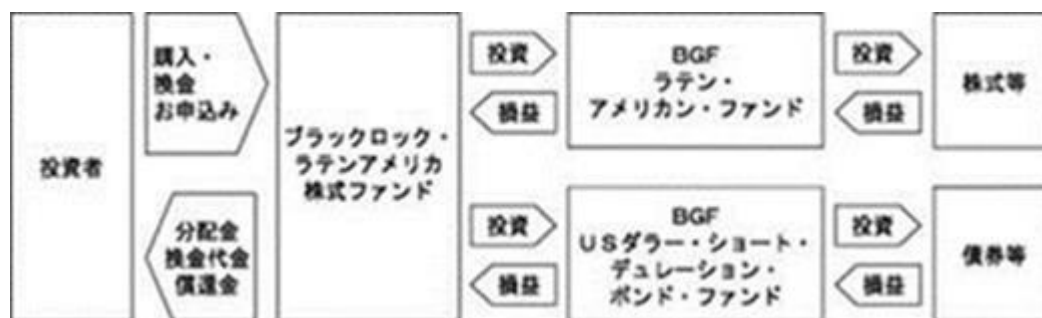 投資者
購入・
換金
お申込み
分配金
換金代金
償還金
ブラックロック・
ラテンアメリカ
株式ファンド
投資
損益
BGF
ラテン・
アメリカン・ファンド
投資
損益
株式等
投資
損益
BGF
USダラー・ショート・
デュレーション・
ボンド・ファンド
投資
損益
債券等